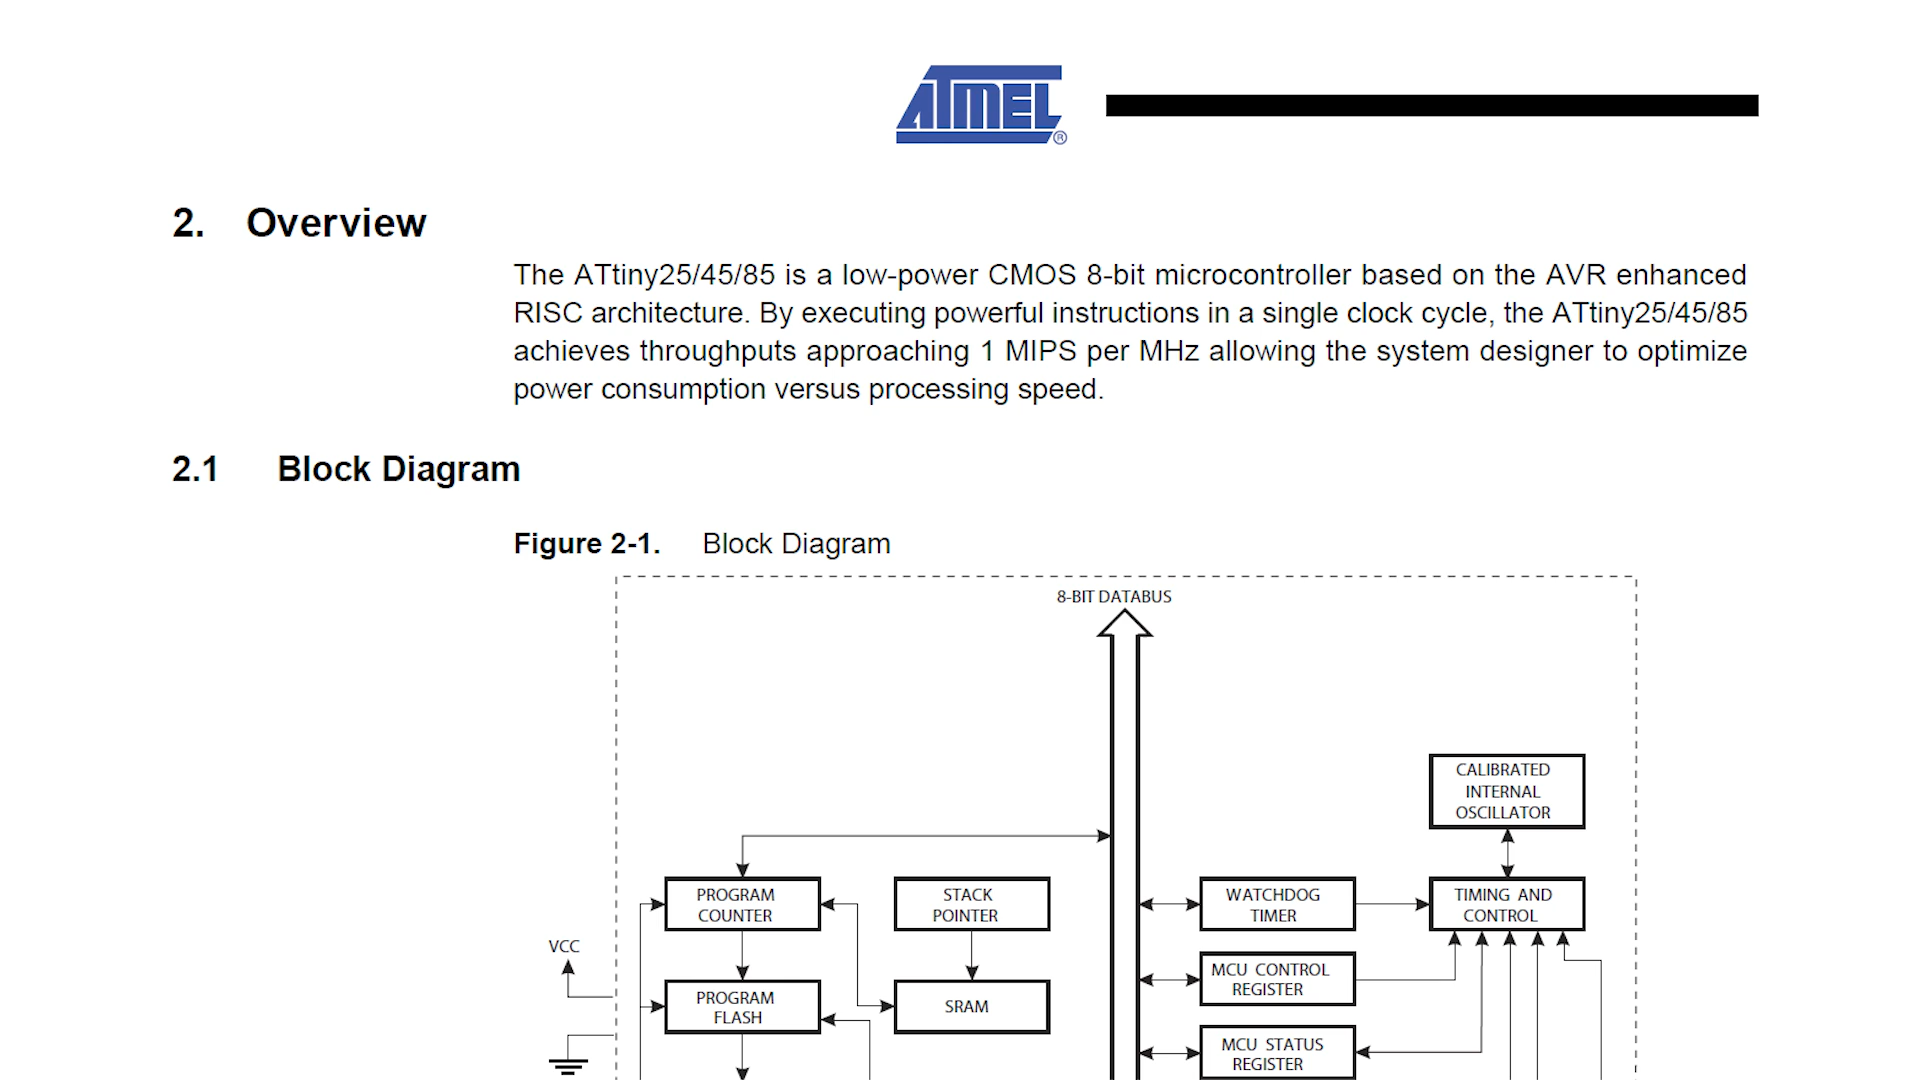 ATMEL®
2. Overview
The ATtiny25/45/85 is a low-power CMOS 8-bit microcontroller based on the AVR enhanced
RISC architecture. By executing powerful instructions in a single clock cycle, the ATtiny25/45/85
achieves throughputs approaching 1 MIPS per MHz allowing the system designer to optimize
power consumption versus processing speed.
2.1 Block Diagram
Figure 2-1. Block Diagram
8-BIT DATABUS
CALIBRATED
INTERNAL
OSCILLATOR
PROGRAM
COUNTER
STACK
POINTER
WATCHDOG
TIMER
TIMING AND
CONTROL
VCC
MCU CONTROL
REGISTER
PROGRAM
FLASH
SRAM
MCU STATUS
REGISTER